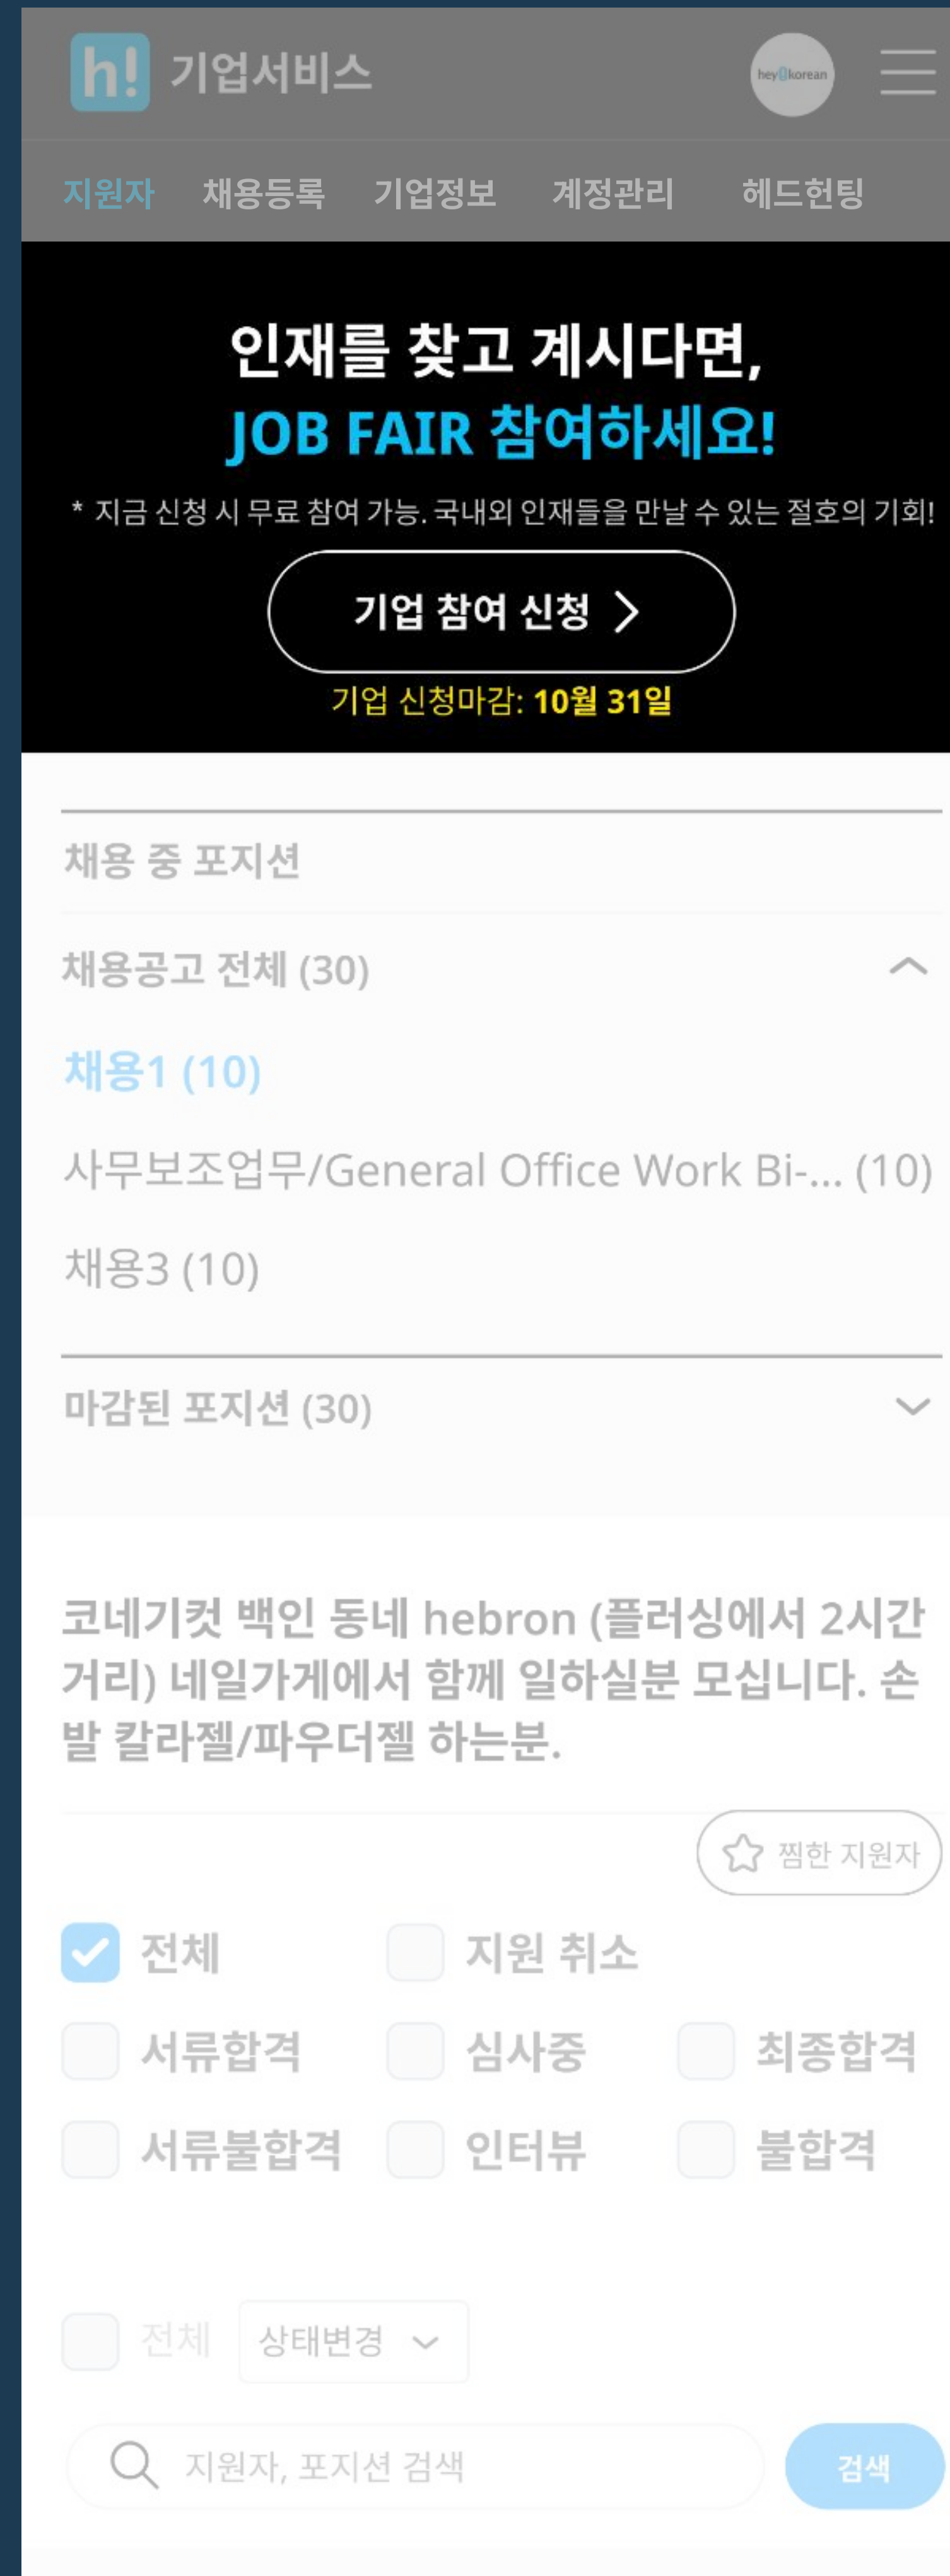 h! 기업서비스
heykorean
지원자 채용등록 기업정보 계정관리 헤드헌팅
인재를 찾고 계시다면,
JOB FAIR 참여하세요!
* 지금 신청 시 무료 참여 가능. 국내외 인재들을 만날 수 있는 절호의 기회!
기업 참여 신청
기업 신청마감: 10월 31일
채용 중 포지션
채용공고 전체 (30)
채용1 (10)
사무보조업무/General Office Work Bi-... (10)
채용3 (10)
마감된 포지션 (30)
코네기컷 백인 동네 hebron (플러싱에서 2시간
거리) 네일가게에서 함께 일하실분 모십니다. 손
발 칼라젤/파우더젤 하는분.
찜한 지원자
전체 지원 취소
서류합격 심사중 최종합격
서류불합격 인터뷰 불합격
전체 상태변경
지원자, 포지션 검색 검색